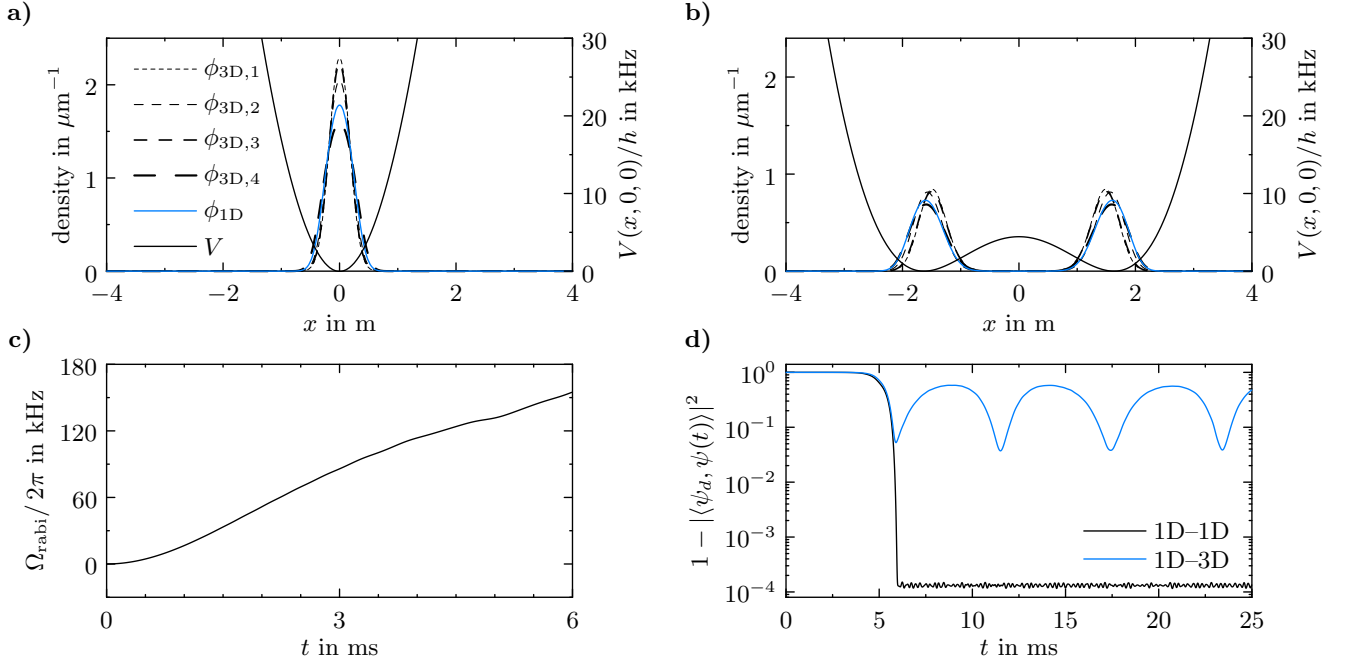 a)
density in μm⁻¹
2
1
0
ϕ3D,1
ϕ3D,2
ϕ3D,3
ϕ3D,4
ϕ1D
V
30
20
10
0
V(x, 0, 0)/h in kHz
−4
−2
0
2
4
x in m
b)
density in μm⁻¹
2
1
0
30
20
10
0
V(x, 0, 0)/h in kHz
−4
−2
0
2
4
x in m
c)
Ωrabi/ 2π in kHz
180
120
60
0
0
3
6
t in ms
d)
1 − |⟨ψd, ψ(t)⟩|²
10⁰
10⁻¹
10⁻²
10⁻³
10⁻⁴
1D–1D
1D–3D
0
5
10
15
20
25
t in ms